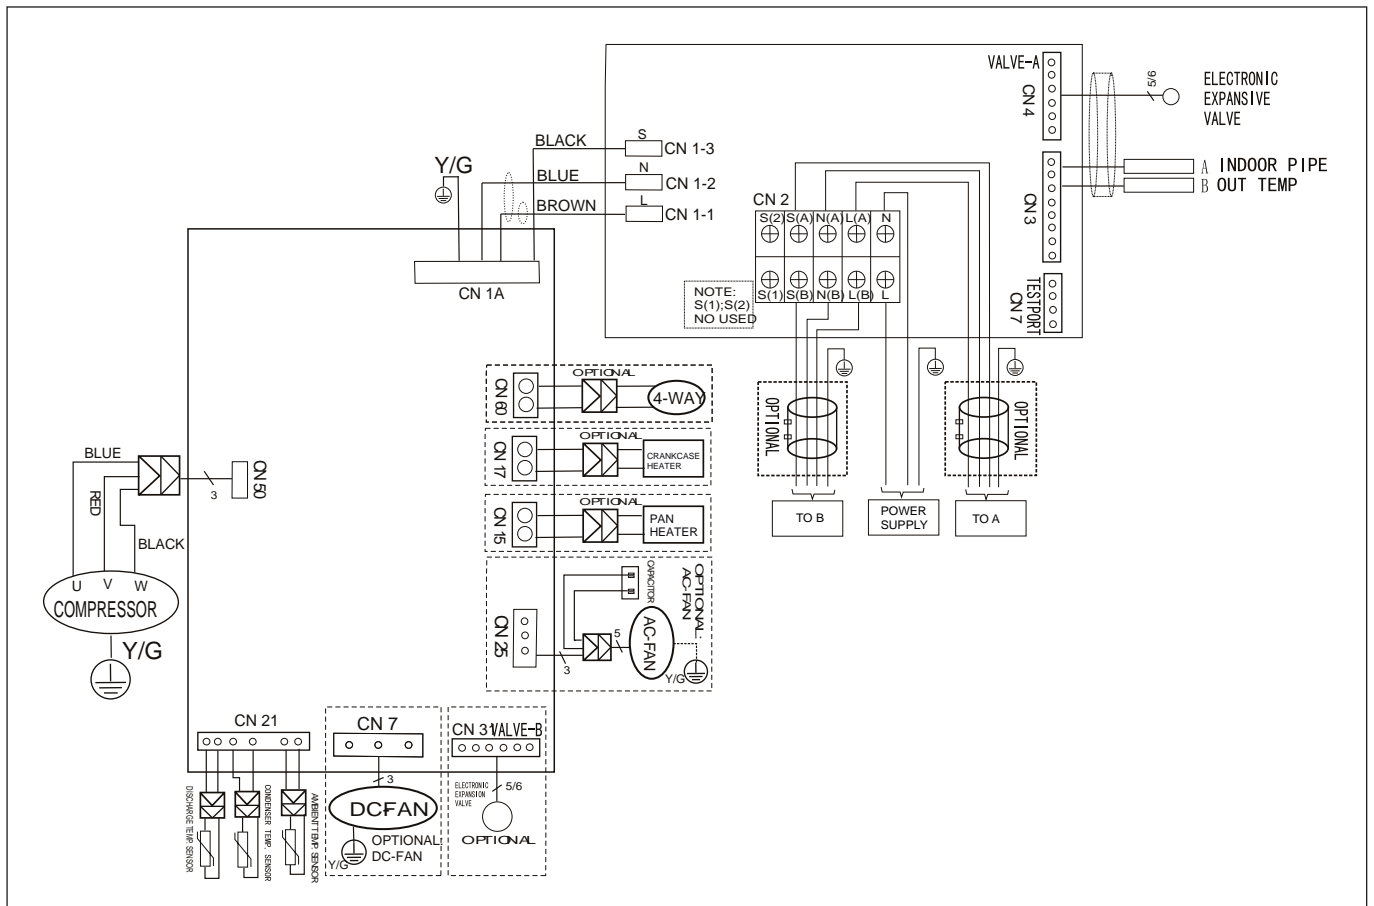 VALVE-A
CN 4
5/6
ELECTRONIC
EXPANSIVE
VALVE
BLACK
S
CN 1-3
Y/G
BLUE
N
CN 1-2
BROWN
L
CN 1-1
CN 1A
A INDOOR PIPE
B OUT TEMP
CN 3
CN 2
S(2) S(A) N(A) L(A) N
S(1) S(B) N(B) L(B) L
NOTE:
S(1);S(2)
NO USED
TESTPORT
CN 7
OPTIONAL
OPTIONAL
TO B
POWER
SUPPLY
TO A
OPTIONAL
CN 60
4-WAY
OPTIONAL
CN 17
CRANKCASE
HEATER
OPTIONAL
CN 15
PAN
HEATER
BLUE
RED
BLACK
3
CN 50
U V W
COMPRESSOR
Y/G
CAPACITOR
OPTIONAL:
AC-FAN
CN 25
3
5
AC-FAN
Y/G
CN 21
DISCHARGE TEMP. SENSOR
CONDENSER TEMP. SENSOR
AMBIENT TEMP. SENSOR
CN 7
3
DC-FAN
Y/G
OPTIONAL:
DC-FAN
CN 31 VALVE-B
ELECTRONIC
EXPANSION
VALVE
5/6
OPTIONAL